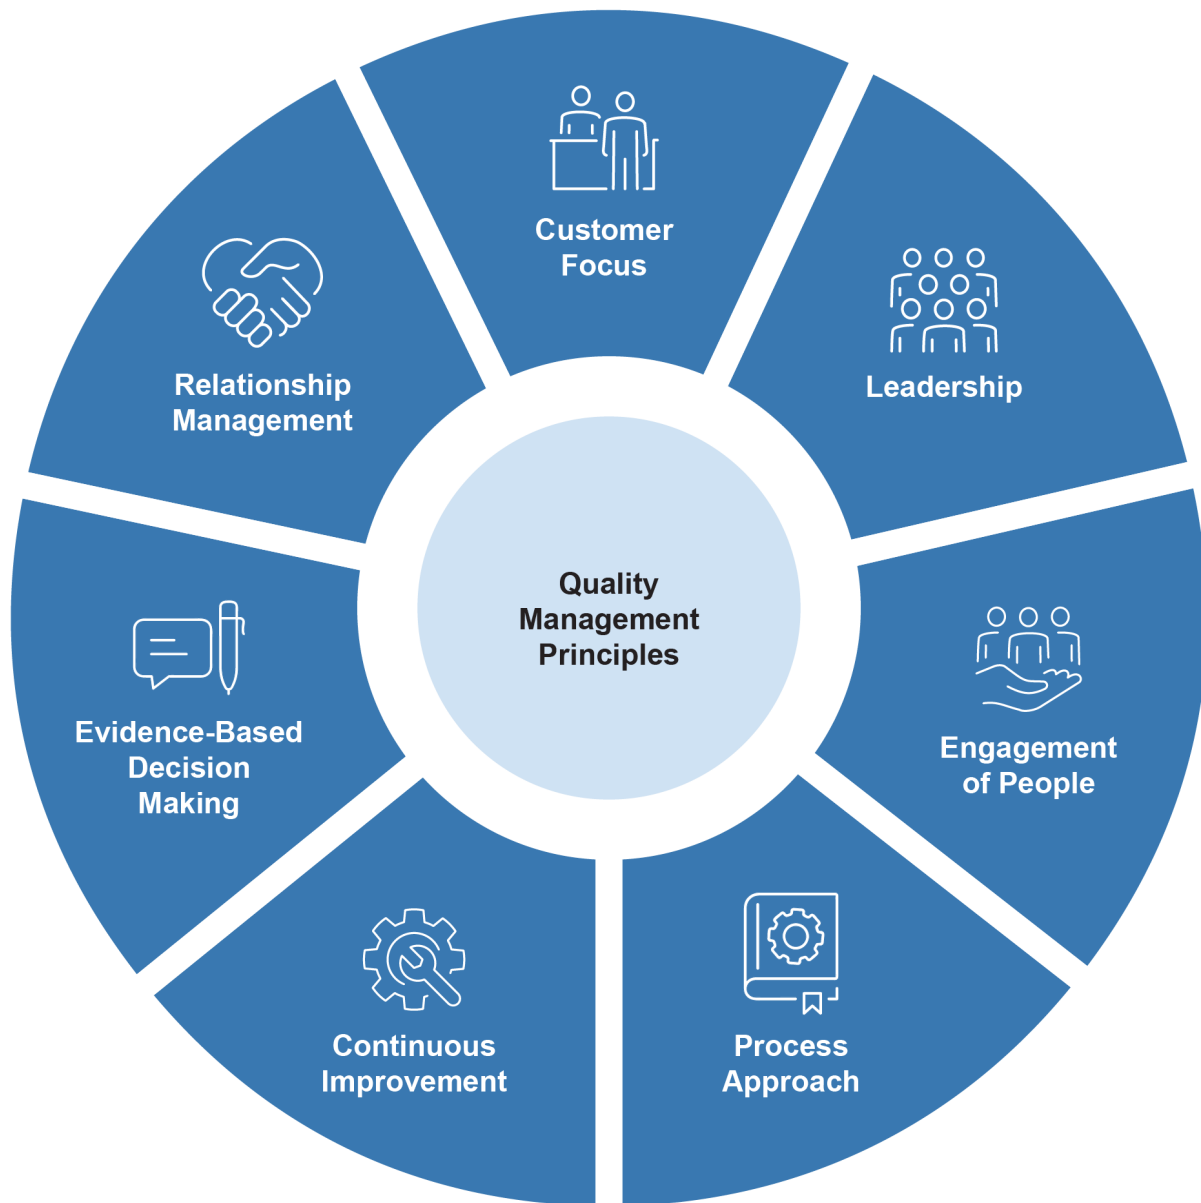 Customer
Focus
Leadership
Engagement
of People
Process
Approach
Continuous
Improvement
Evidence-Based
Decision
Making
Relationship
Management
Quality
Management
Principles